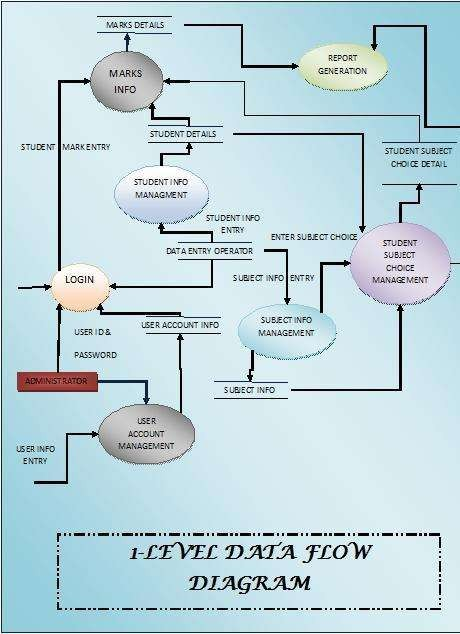 MARKS DETAILS
REPORT
GENERATION
MARKS
INFO
STUDENT DETAILS
STUDENT MARK ENTRY
STUDENT SUBJECT
CHOICE DETAIL
STUDENT INFO
MANAGMENT
STUDENT INFO
ENTRY
ENTER SUBJECT CHOICE
DATA ENTRY OPERATOR
STUDENT
SUBJECT
CHOICE
MANAGEMENT
LOGIN
SUBJECT INFO ENTRY
USER ID &
PASSWORD
USER ACCOUNT INFO
SUBJECT INFO
MANAGEMENT
ADMINISTRATOR
SUBJECT INFO
USER
ACCOUNT
MANAGEMENT
USER INFO
ENTRY
1-LEVEL DATA FLOW
DIAGRAM